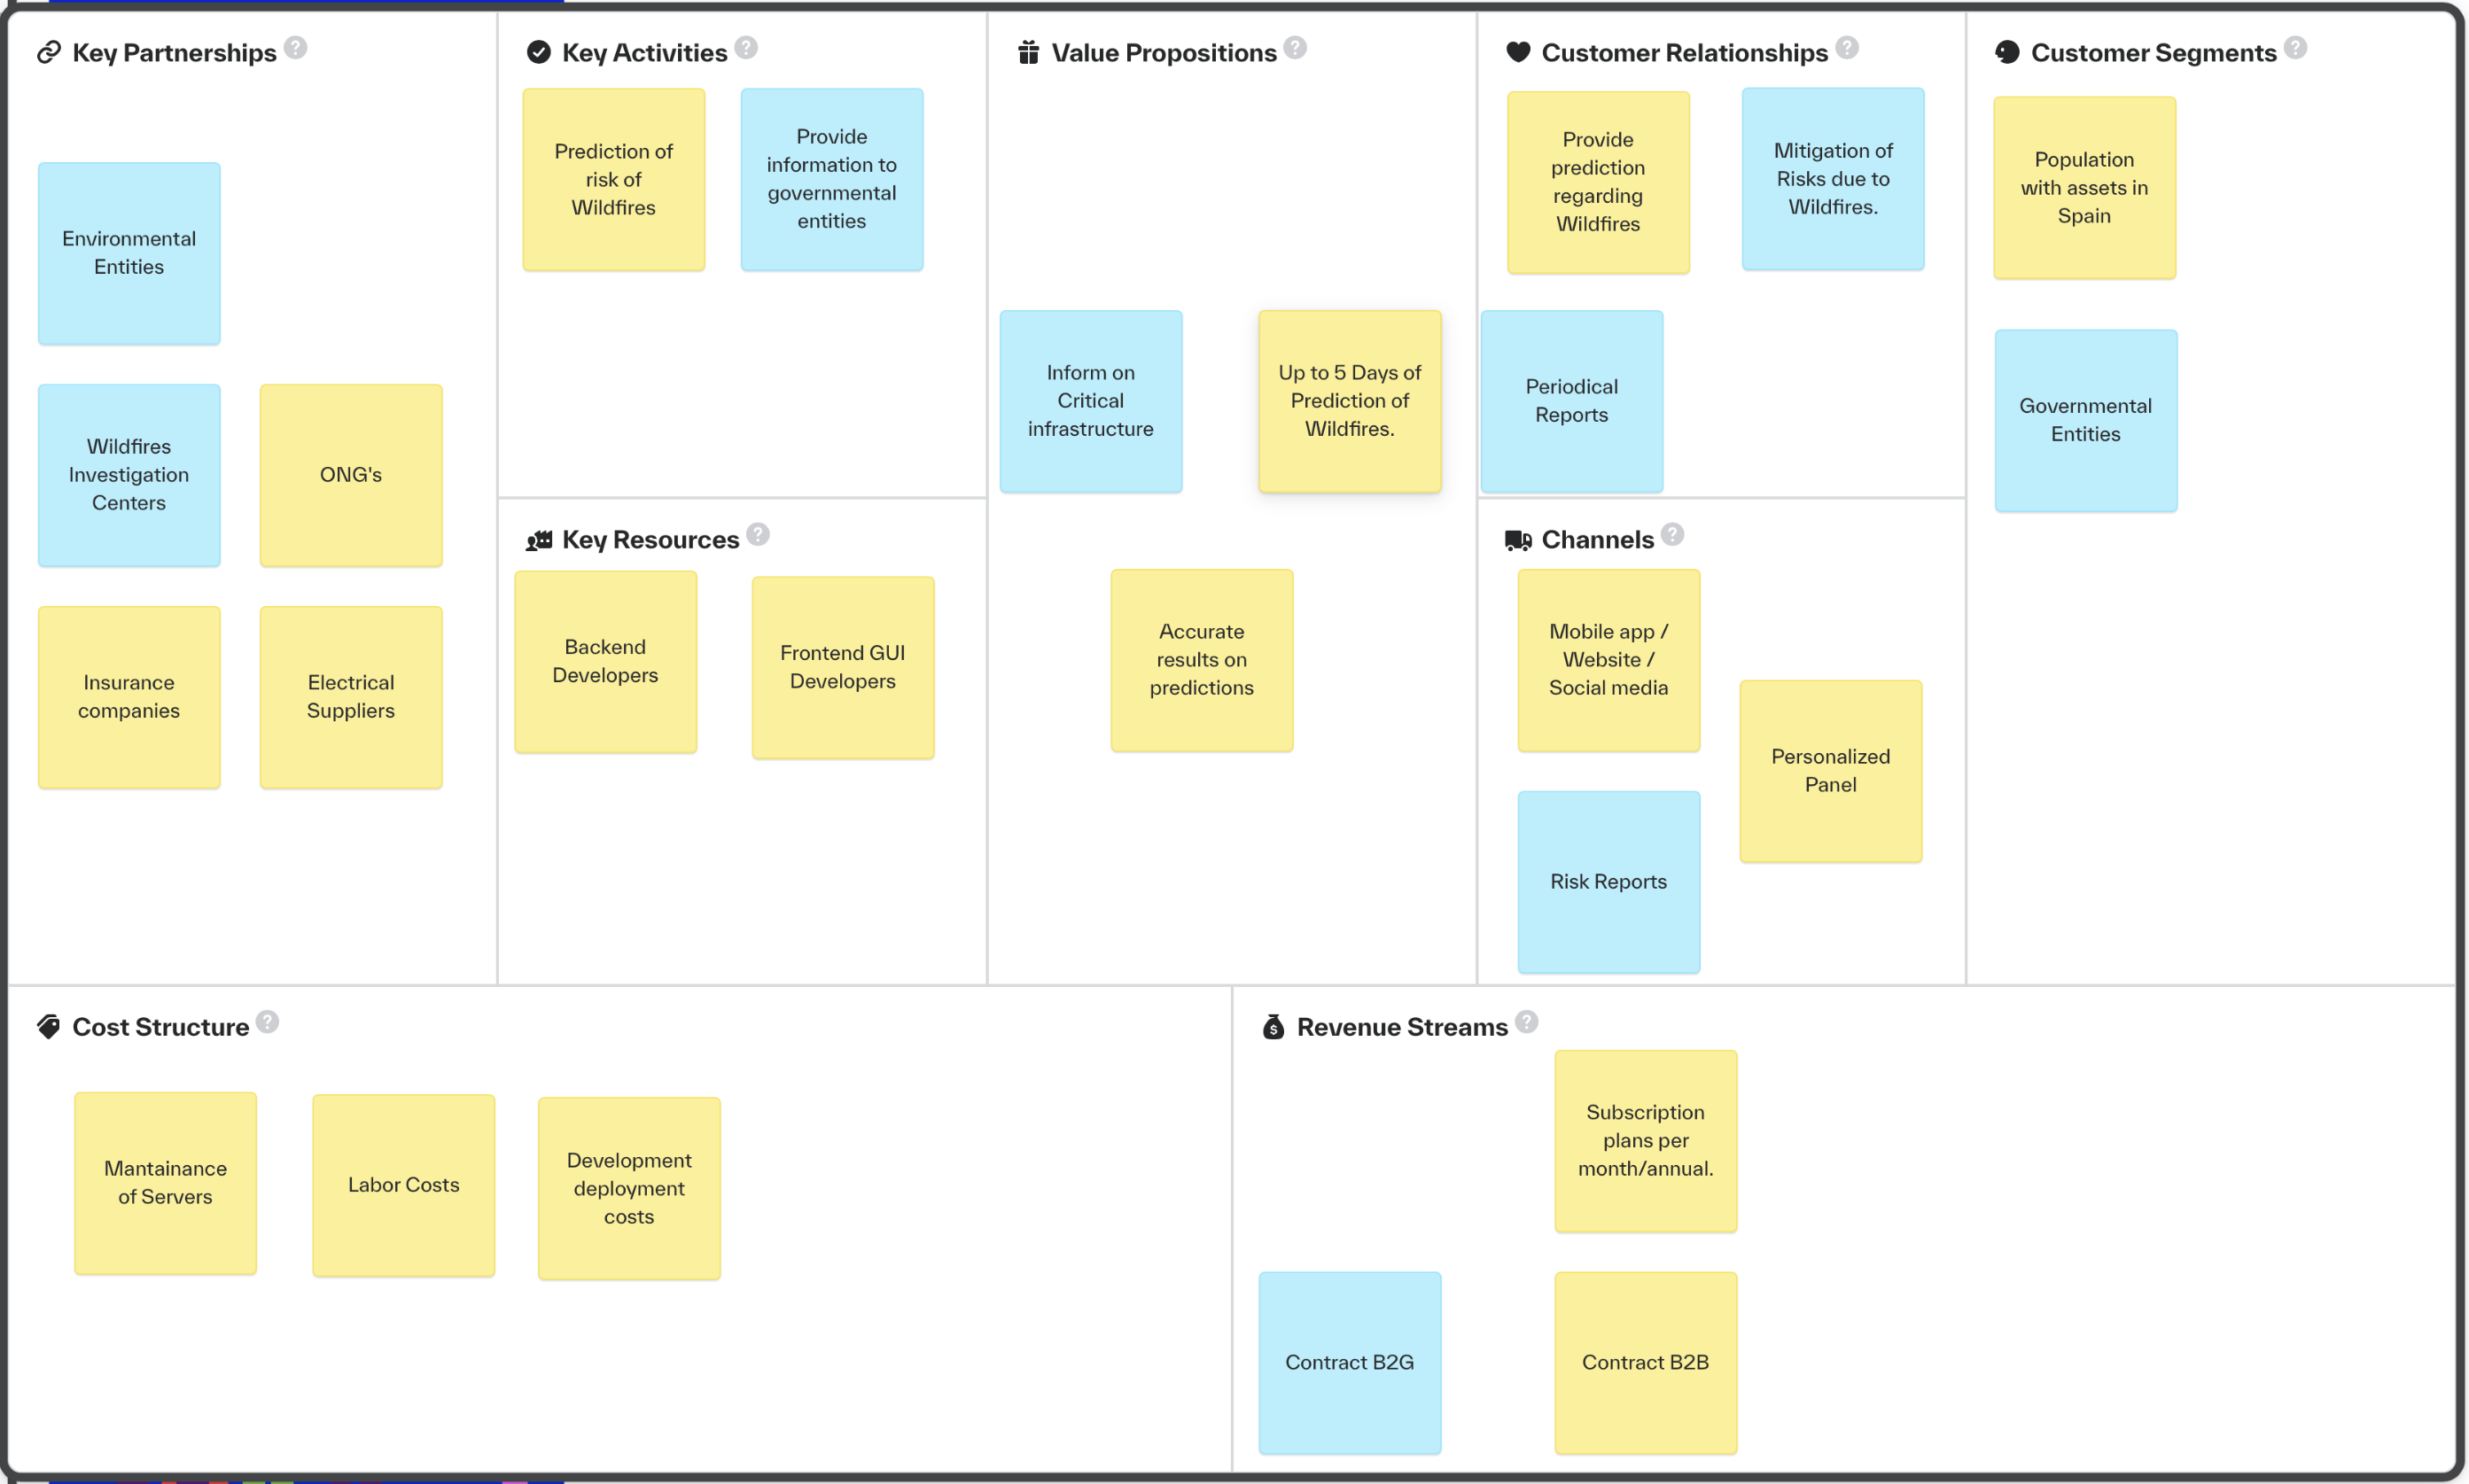 Key Partnerships ?
Environmental
Entities
Wildfires
Investigation
Centers
ONG's
Insurance
companies
Electrical
Suppliers
Key Activities ?
Prediction of
risk of
Wildfires
Provide
information to
governmental
entities
Key Resources ?
Backend
Developers
Frontend GUI
Developers
Value Propositions ?
Inform on
Critical
infrastructure
Up to 5 Days of
Prediction of
Wildfires.
Accurate
results on
predictions
Customer Relationships ?
Provide
prediction
regarding
Wildfires
Mitigation of
Risks due to
Wildfires.
Periodical
Reports
Channels ?
Mobile app /
Website /
Social media
Personalized
Panel
Risk Reports
Customer Segments ?
Population
with assets in
Spain
Governmental
Entities
Cost Structure ?
Mantainance
of Servers
Labor Costs
Development
deployment
costs
Revenue Streams ?
Subscription
plans per
month/annual.
Contract B2G
Contract B2B